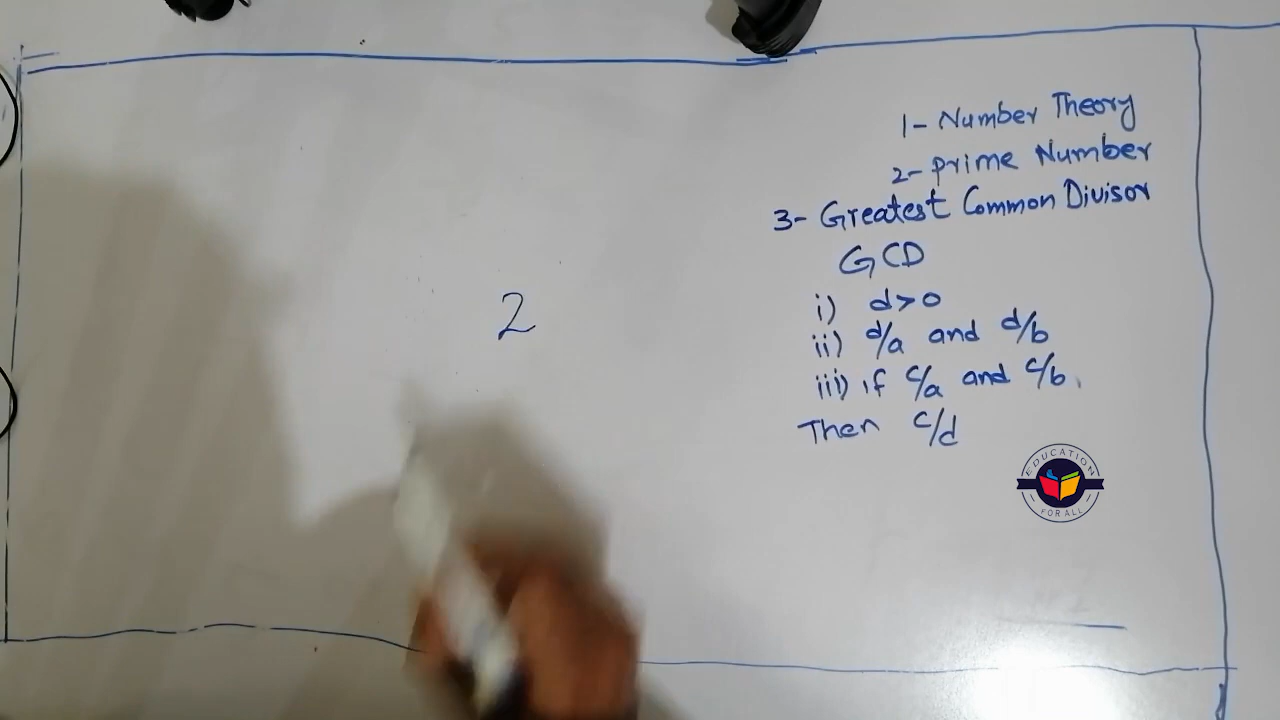 1- Number Theory
2- Prime Number
3- Greatest Common Divisor
GCD
i) d>0
ii) d/a and d/b
iii) if c/a and c/b,
Then c/d
2
EDUCATION
FOR ALL